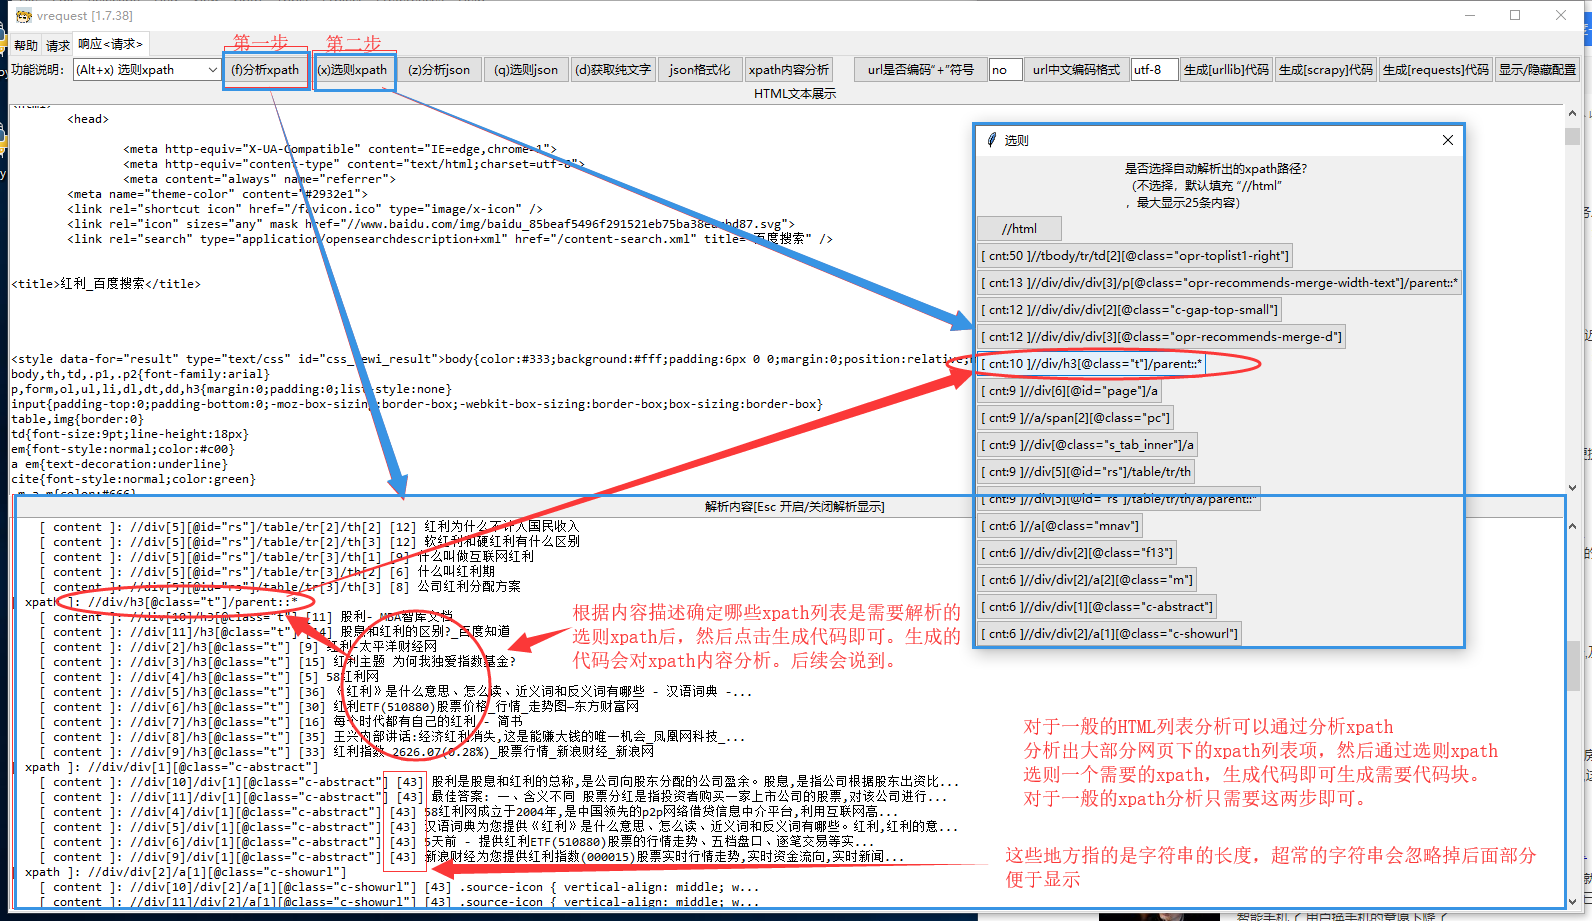 vrequest [1.7.38]
帮助 请求 响应<请求>
第一步 第二步
功能说明: (Alt+x) 选则xpath (f)分析xpath (x)选则xpath (z)分析json (q)选则json (d)获取纯文字 json格式化 xpath内容分析 url是否编码“+”符号 no url中文编码格式 utf-8 生成[urllib]代码 生成[scrapy]代码 生成[requests]代码 显示/隐藏配置
HTML文本展示
<html>
<head>
<meta http-equiv="X-UA-Compatible" content="IE=edge,chrome-1">
<meta http-equiv="content-type" content="text/html;charset=utf-8">
<meta content="always" name="referrer">
<meta name="theme-color" content="#2932e1">
<link rel="shortcut icon" href="/favicon.ico" type="image/x-icon" />
<link rel="icon" sizes="any" mask href="//www.baidu.com/img/baidu_85beaf5496f291521eb75ba38e bd87.svg">
<link rel="search" type="application/opensearchdescription+xml" href="/content-search.xml" title="百度搜索" />
<title>红利_百度搜索</title>
<style data-for="result" type="text/css" id="css_ ewi_result">body{color:#333;background:#fff;padding:6px 0 0;margin:0;position:relative;
body,th,td,.p1,.p2{font-family:arial}
p,form,ol,ul,li,dl,dt,dd,h3{margin:0;padding:0;list-style:none}
input{padding-top:0;padding-bottom:0;-moz-box-sizing:border-box;-webkit-box-sizing:border-box;box-sizing:border-box}
table,img{border:0}
td{font-size:9pt;line-height:18px}
em{font-style:normal;color:#c00}
a em{text-decoration:underline}
cite{font-style:normal;color:green}
.m,a.m{color:#666}
选则
是否选择自动解析出的xpath路径?
（不选择，默认填充 “//html”
，最大显示25条内容）
//html
[ cnt:50 ]//tbody/tr/td[2][@class="opr-toplist1-right"]
[ cnt:13 ]//div/div/div[3]/p[@class="opr-recommends-merge-width-text"]/parent::*
[ cnt:12 ]//div/div/div[2][@class="c-gap-top-small"]
[ cnt:12 ]//div/div/div[3][@class="opr-recommends-merge-d"]
[ cnt:10 ]//div/h3[@class="t"]/parent::*
[ cnt:9 ]//div[6][@id="page"]/a
[ cnt:9 ]//a/span[2][@class="pc"]
[ cnt:9 ]//div[@class="s_tab_inner"]/a
[ cnt:9 ]//div[5][@id="rs"]/table/tr/th
[ cnt:9 ]//div[5][@id="rs"]/table/tr/th/a/parent::*
[ cnt:6 ]//a[@class="mnav"]
[ cnt:6 ]//div/div[2][@class="f13"]
[ cnt:6 ]//div/div[2]/a[2][@class="m"]
[ cnt:6 ]//div/div[1][@class="c-abstract"]
[ cnt:6 ]//div/div[2]/a[1][@class="c-showurl"]
解析内容[Esc 开启/关闭解析显示]
[ content ]: //div[5][@id="rs"]/table/tr[2]/th[2] [12] 红利为什么不计入国民收入
[ content ]: //div[5][@id="rs"]/table/tr[2]/th[3] [12] 软红利和硬红利有什么区别
[ content ]: //div[5][@id="rs"]/table/tr[3]/th[1] [9] 什么叫做互联网红利
[ content ]: //div[5][@id="rs"]/table/tr[3]/th[2] [6] 什么叫红利期
[ content ]: //div[5][@id="rs"]/table/tr[3]/th[3] [8] 公司红利分配方案
xpath ]: //div/h3[@class="t"]/parent::*
[ content ]: //div[10]/h3[@class="t"] [11] 股利- MBA智库文档
[ content ]: //div[11]/h3[@class="t"] [14] 股息和红利的区别?_百度知道
[ content ]: //div[2]/h3[@class="t"] [9] 红利-太平洋财经网
[ content ]: //div[3]/h3[@class="t"] [15] 红利主题 为何我独爱指数基金?
[ content ]: //div[4]/h3[@class="t"] [5] 58红利网
[ content ]: //div[5]/h3[@class="t"] [36] 《红利》是什么意思、怎么读、近义词和反义词有哪些 - 汉语词典 -...
[ content ]: //div[6]/h3[@class="t"] [30] 红利ETF(510880)股票价格_行情_走势图—东方财富网
[ content ]: //div[7]/h3[@class="t"] [16] 每个时代都有自己的红利 - 简书
[ content ]: //div[8]/h3[@class="t"] [35] 王兴内部讲话:经济红利消失,这是能赚大钱的唯一机会_凤凰网科技_...
[ content ]: //div[9]/h3[@class="t"] [33] 红利指数 2626.07(0.28%)_股票行情_新浪财经_新浪网
xpath ]: //div/div[1][@class="c-abstract"]
[ content ]: //div[10]/div[1][@class="c-abstract"] [43] 股利是股息和红利的总称,是公司向股东分配的公司盈余。股息,是指公司根据股东出资比...
[ content ]: //div[11]/div[1][@class="c-abstract"] [43] 最佳答案: 一、含义不同 股票分红是指投资者购买一家上市公司的股票,对该公司进行...
[ content ]: //div[4]/div[1][@class="c-abstract"] [43] 58红利网成立于2004年,是中国领先的p2p网络借贷信息中介平台,利用互联网高...
[ content ]: //div[5]/div[1][@class="c-abstract"] [43] 汉语词典为您提供《红利》是什么意思、怎么读、近义词和反义词有哪些。红利,红利的意...
[ content ]: //div[6]/div[1][@class="c-abstract"] [43] 5天前 - 提供红利ETF(510880)股票的行情走势、五档盘口、逐笔交易等实...
[ content ]: //div[9]/div[1][@class="c-abstract"] [43] 新浪财经为您提供红利指数(000015)股票实时行情走势,实时资金流向,实时新闻...
xpath ]: //div/div[2]/a[1][@class="c-showurl"]
[ content ]: //div[10]/div[2]/a[1][@class="c-showurl"] [43] .source-icon { vertical-align: middle; w...
[ content ]: //div[11]/div[2]/a[1][@class="c-showurl"] [43] .source-icon { vertical-align: middle; w...
根据内容描述确定哪些xpath列表是需要解析的
选则xpath后，然后点击生成代码即可。生成的
代码会对xpath内容分析。后续会说到。
对于一般的HTML列表分析可以通过分析xpath
分析出大部分网页下的xpath列表项，然后通过选则xpath
选则一个需要的xpath，生成代码即可生成需要代码块。
对于一般的xpath分析只需要这两步即可。
这些地方指的是字符串的长度，超常的字符串会忽略掉后面部分
便于显示